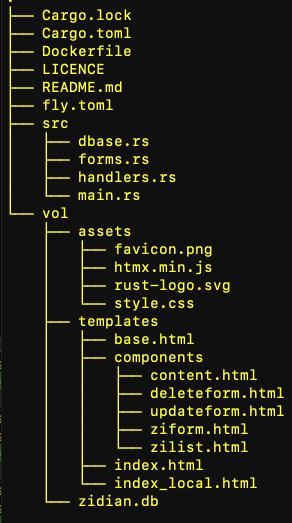 ├── Cargo.lock
├── Cargo.toml
├── Dockerfile
├── LICENCE
├── README.md
├── fly.toml
├── src
│   ├── dbase.rs
│   ├── forms.rs
│   ├── handlers.rs
│   └── main.rs
└── vol
    ├── assets
    │   ├── favicon.png
    │   ├── htmx.min.js
    │   ├── rust-logo.svg
    │   └── style.css
    ├── templates
    │   ├── base.html
    │   ├── components
    │   │   ├── content.html
    │   │   ├── deleteform.html
    │   │   ├── updateform.html
    │   │   ├── ziform.html
    │   │   └── zilist.html
    │   ├── index.html
    │   └── index_local.html
    └── zidian.db